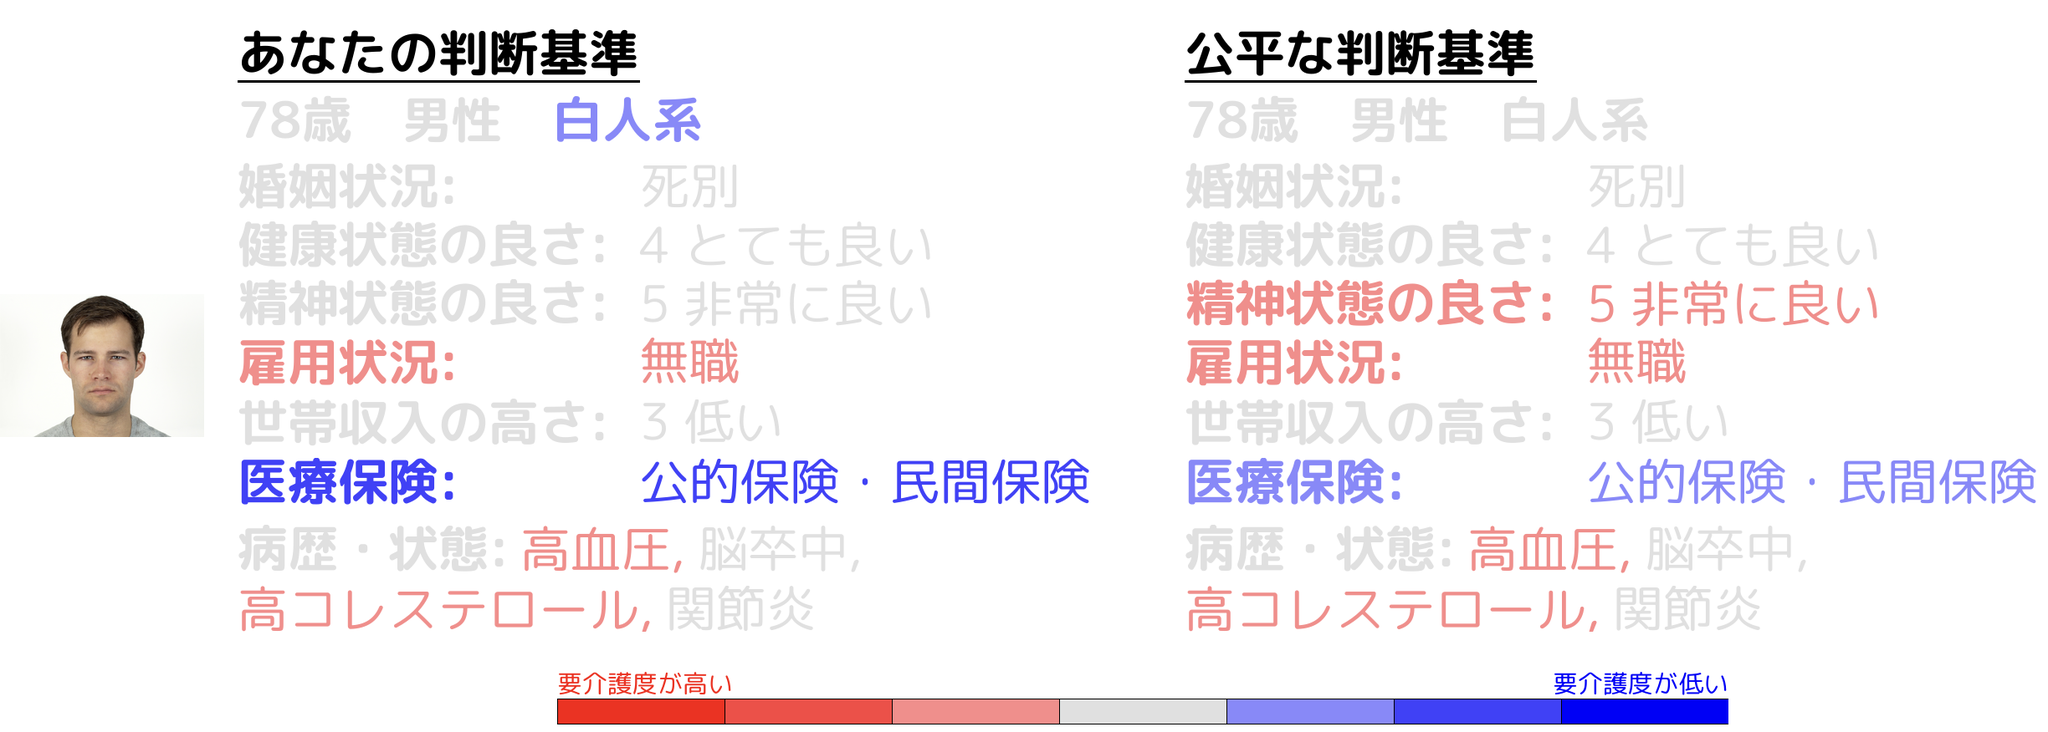 あなたの判断基準
78歳 男性 白人系
婚姻状況: 死別
健康状態の良さ: 4 とても良い
精神状態の良さ: 5 非常に良い
雇用状況: 無職
世帯収入の高さ: 3 低い
医療保険: 公的保険・民間保険
病歴・状態: 高血圧, 脳卒中,
高コレステロール, 関節炎
公平な判断基準
78歳 男性 白人系
婚姻状況: 死別
健康状態の良さ: 4 とても良い
精神状態の良さ: 5 非常に良い
雇用状況: 無職
世帯収入の高さ: 3 低い
医療保険: 公的保険・民間保険
病歴・状態: 高血圧, 脳卒中,
高コレステロール, 関節炎
要介護度が高い
要介護度が低い